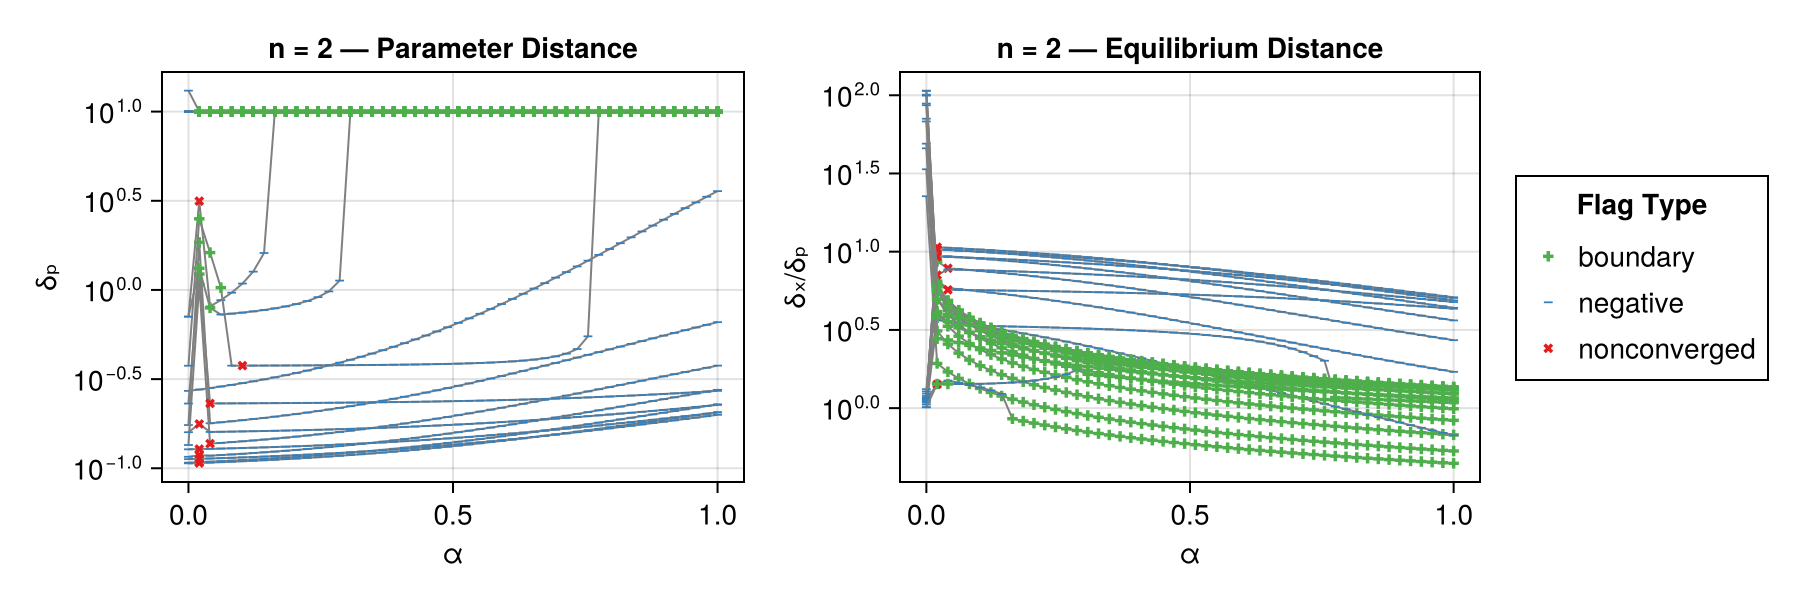 n = 2 — Parameter Distance
δₚ
10^1.0
10^0.5
10^0.0
10^−0.5
10^−1.0
0.0 0.5 1.0
α
n = 2 — Equilibrium Distance
δₓ/δₚ
10^2.0
10^1.5
10^1.0
10^0.5
10^0.0
0.0 0.5 1.0
α
Flag Type
boundary
negative
nonconverged